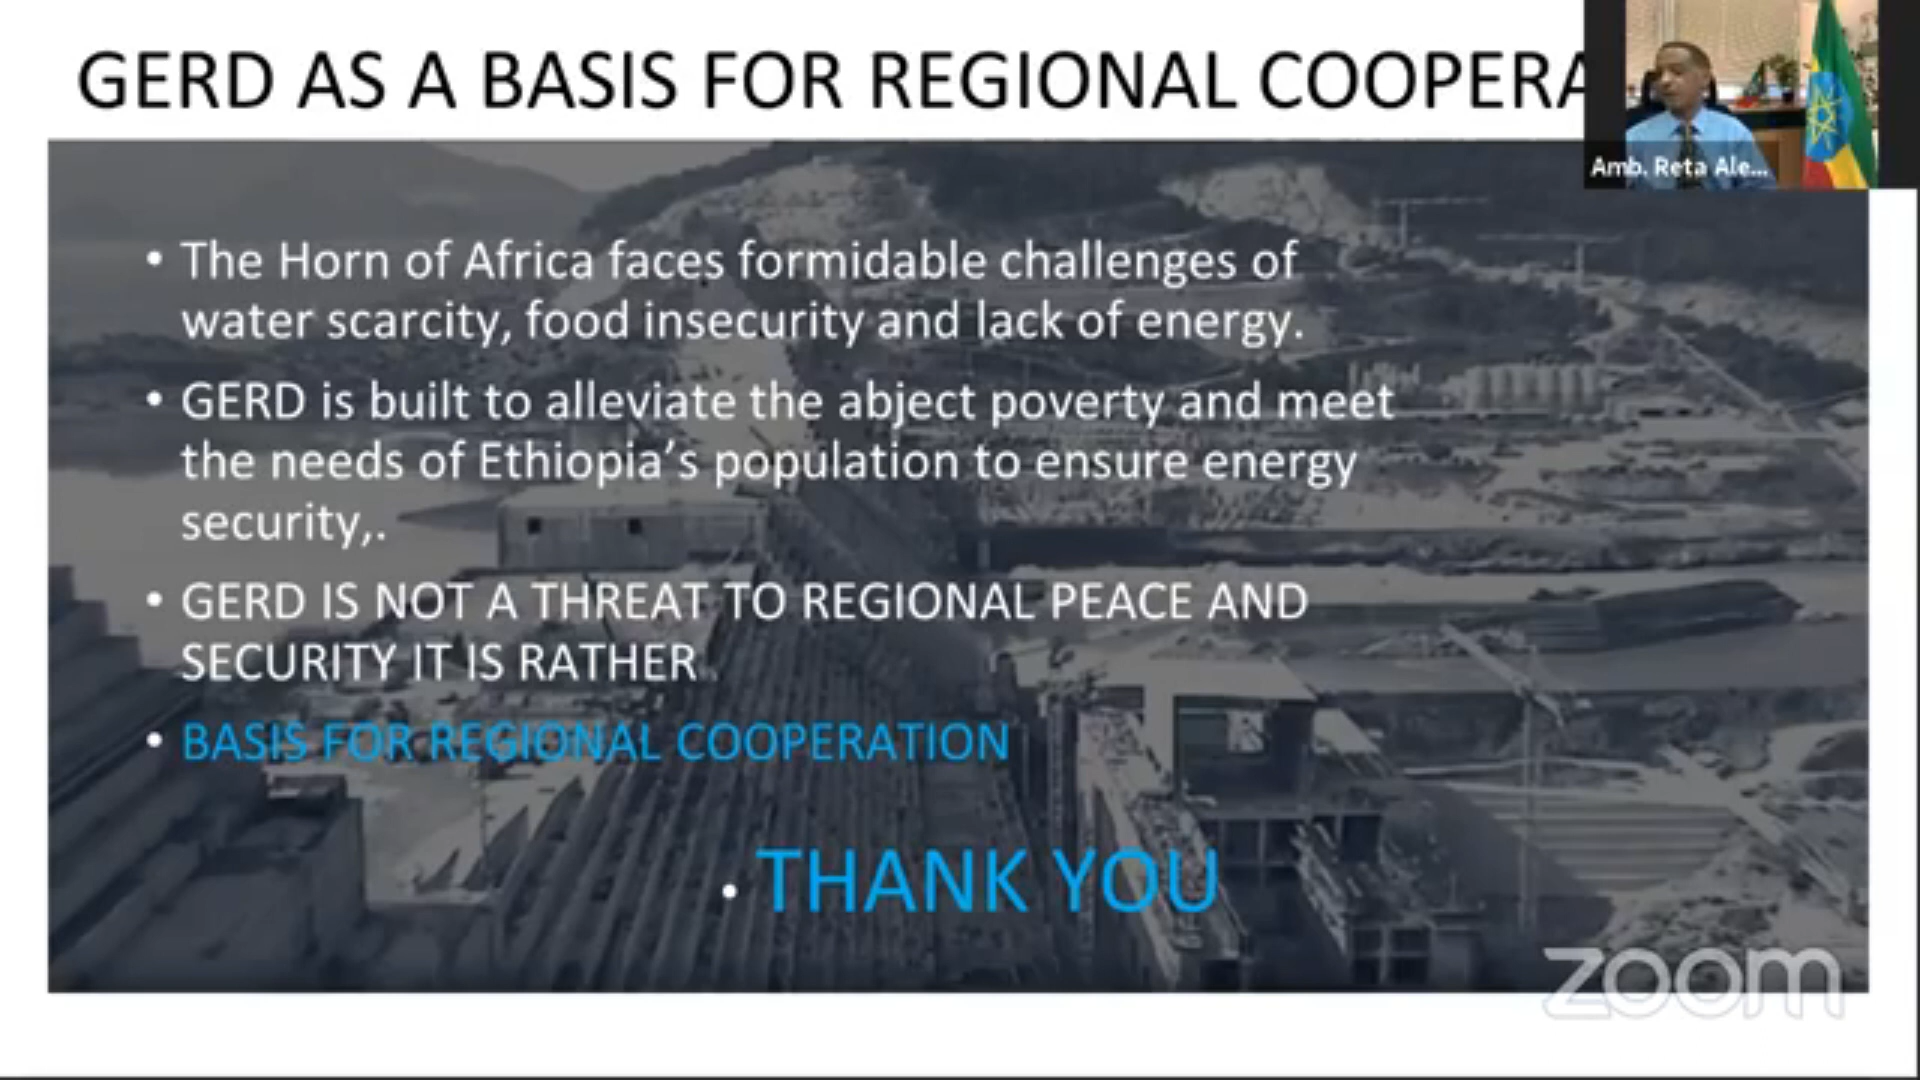 GERD AS A BASIS FOR REGIONAL COOPERA
Amb. Reta Ale...
• The Horn of Africa faces formidable challenges of
water scarcity, food insecurity and lack of energy.
• GERD is built to alleviate the abject poverty and meet
the needs of Ethiopia's population to ensure energy
security,.
• GERD IS NOT A THREAT TO REGIONAL PEACE AND
SECURITY IT IS RATHER
• BASIS FOR REGIONAL COOPERATION
• THANK YOU
zoom